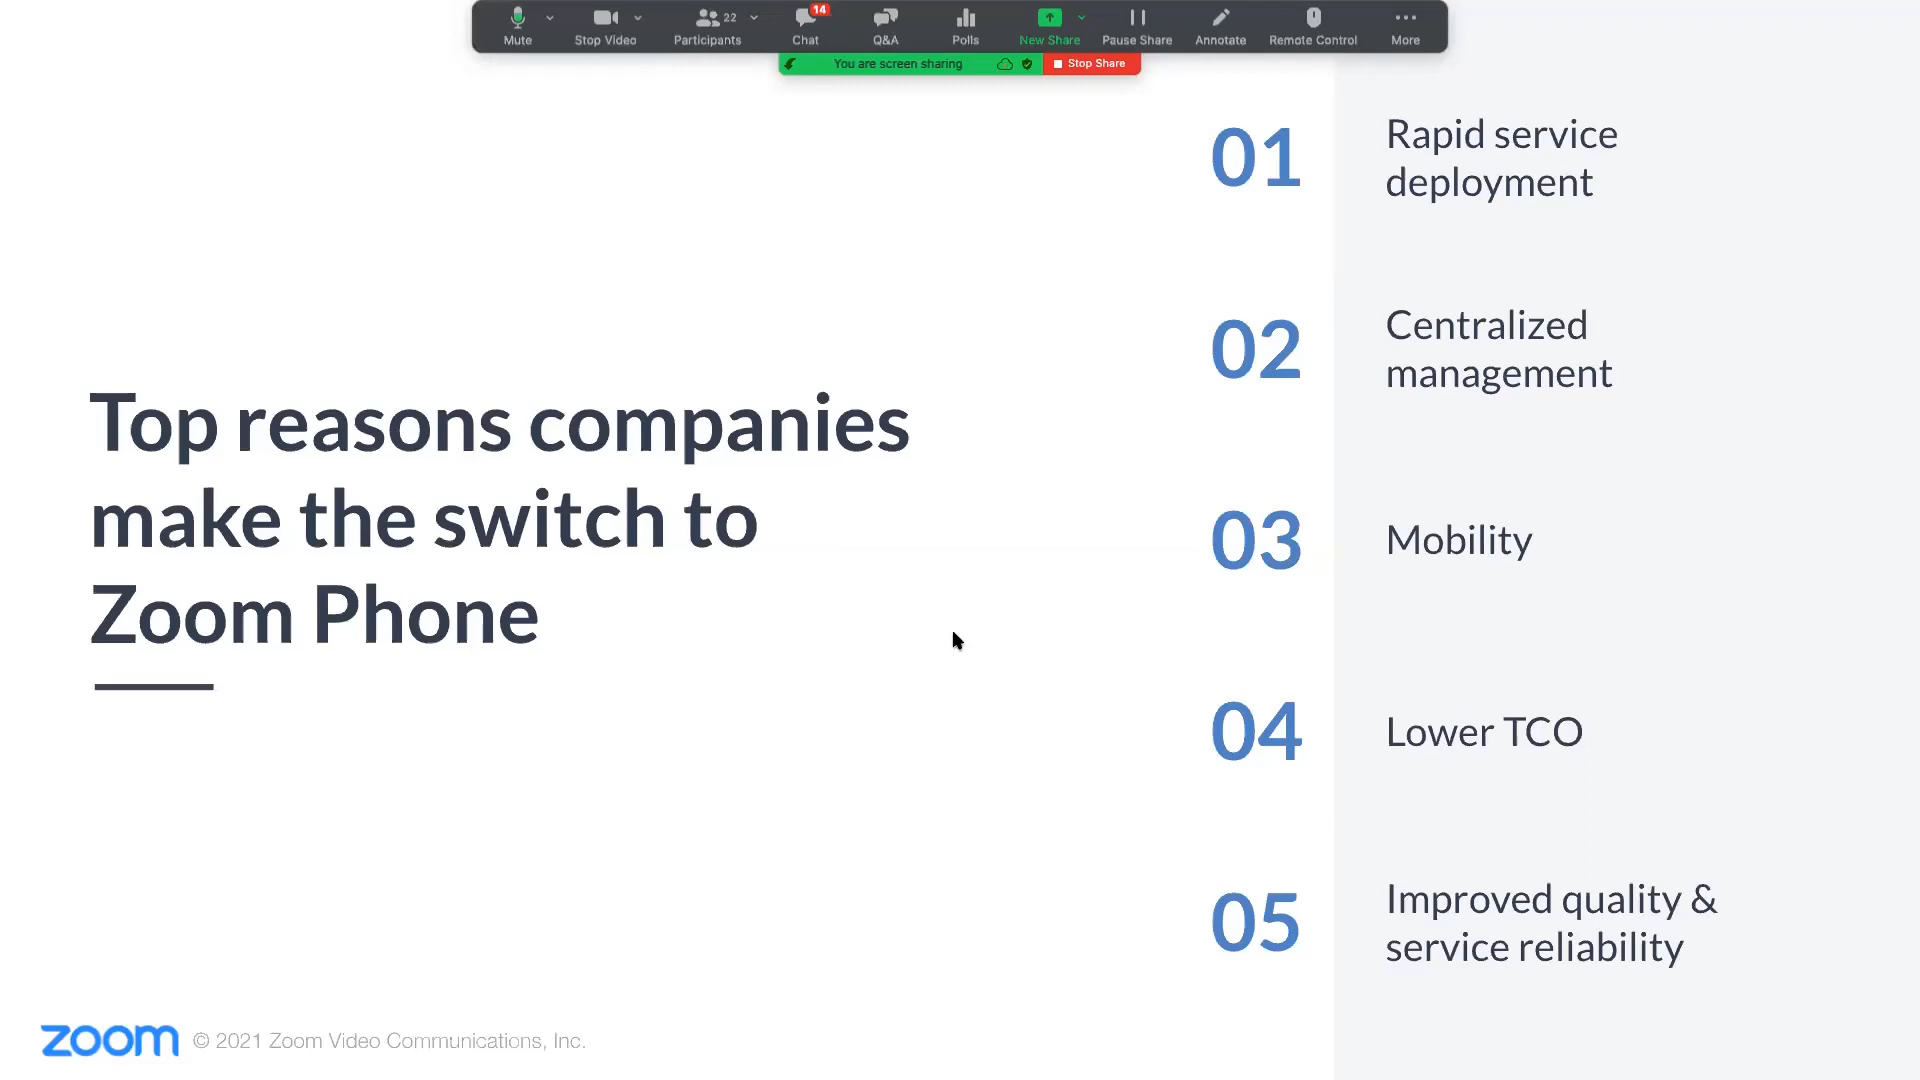 Mute
Stop Video
22
Participants
14
Chat
Q&A
Polls
New Share
Pause Share
Annotate
Remote Control
More
You are screen sharing
Stop Share
Top reasons companies
make the switch to
Zoom Phone
01
Rapid service
deployment
02
Centralized
management
03
Mobility
04
Lower TCO
05
Improved quality &
service reliability
zoom
© 2021 Zoom Video Communications, Inc.